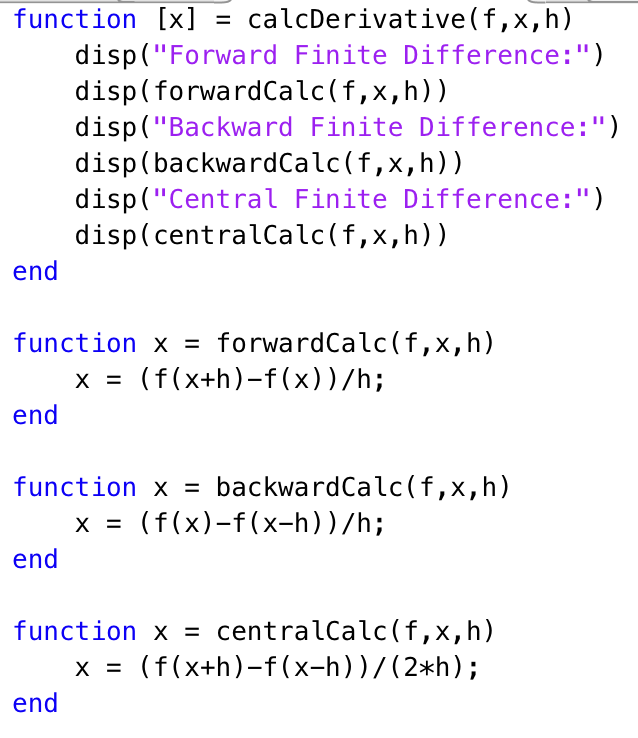 function [x] = calcDerivative(f,x,h)
    disp("Forward Finite Difference:")
    disp(forwardCalc(f,x,h))
    disp("Backward Finite Difference:")
    disp(backwardCalc(f,x,h))
    disp("Central Finite Difference:")
    disp(centralCalc(f,x,h))
end

function x = forwardCalc(f,x,h)
    x = (f(x+h)-f(x))/h;
end

function x = backwardCalc(f,x,h)
    x = (f(x)-f(x-h))/h;
end

function x = centralCalc(f,x,h)
    x = (f(x+h)-f(x-h))/(2*h);
end